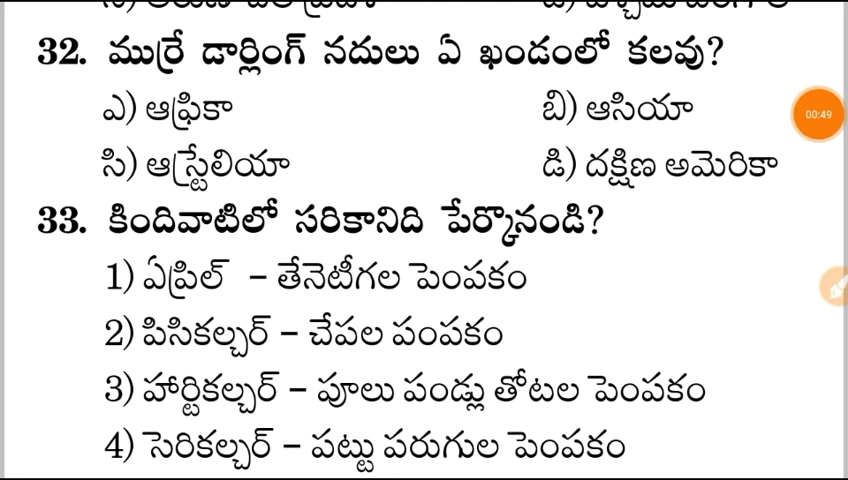 32. ముర్రే డార్లింగ్ నదులు ఏ ఖండంలో కలవు?
ఎ) ఆఫ్రికా బి) ఆసియా
సి) ఆస్ట్రేలియా డి) దక్షిణ అమెరికా
33. కిందివాటిలో సరికానిది పేర్కొనండి?
1) ఏప్రిల్ – తేనెటీగల పెంపకం
2) పిసికల్చర్ – చేపల పంపకం
3) హార్టికల్చర్ – పూలు పండ్లు తోటల పెంపకం
4) సెరికల్చర్ – పట్టు పరుగుల పెంపకం
00:49